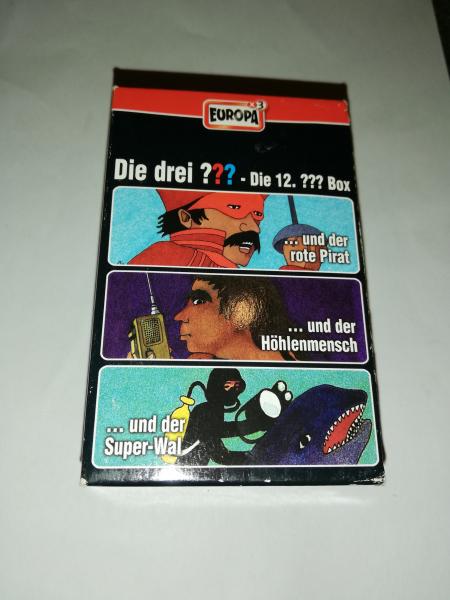 EUROPA
Die drei ??? - Die 12. ??? Box
... und der
rote Pirat
... und der
Höhlenmensch
... und der
Super-Wal